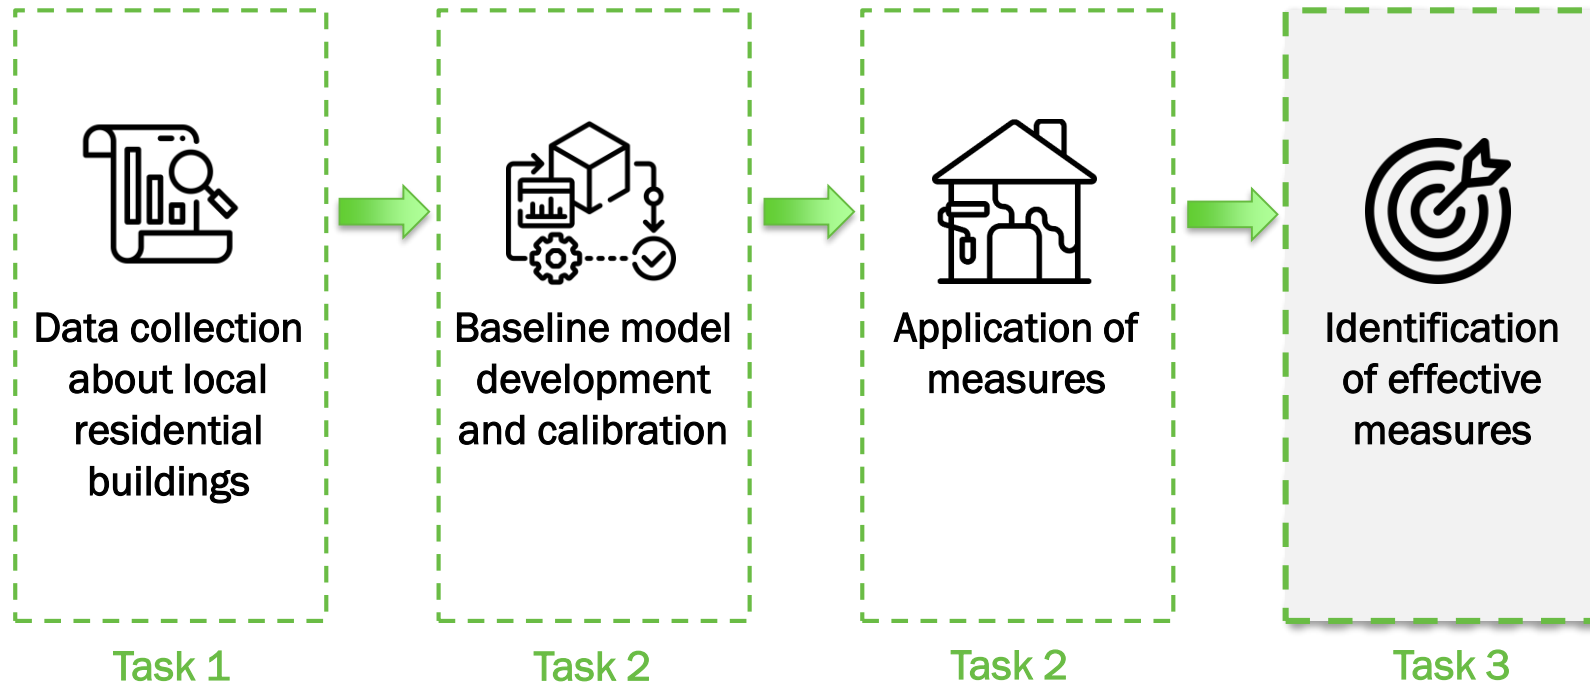 Data collection
about local
residential
buildings
Baseline model
development
and calibration
Application of
measures
Identification
of effective
measures
Task 1
Task 2
Task 2
Task 3